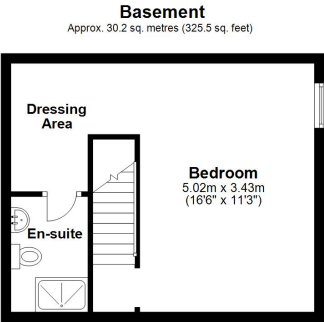 Basement
Approx. 30.2 sq. metres (325.5 sq. feet)
Dressing
Area
Bedroom
5.02m x 3.43m
(16'6" x 11'3")
En-suite